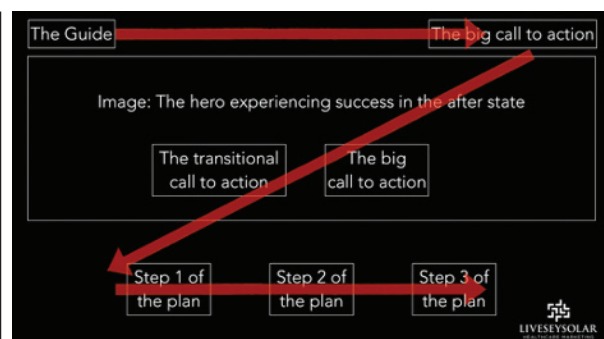 The Guide
The big call to action
Image: The hero experiencing success in the after state
The transitional
call to action
The big
call to action
Step 1 of
the plan
Step 2 of
the plan
Step 3 of
the plan
LIVESEYSOLAR
HEALTHCARE MARKETING